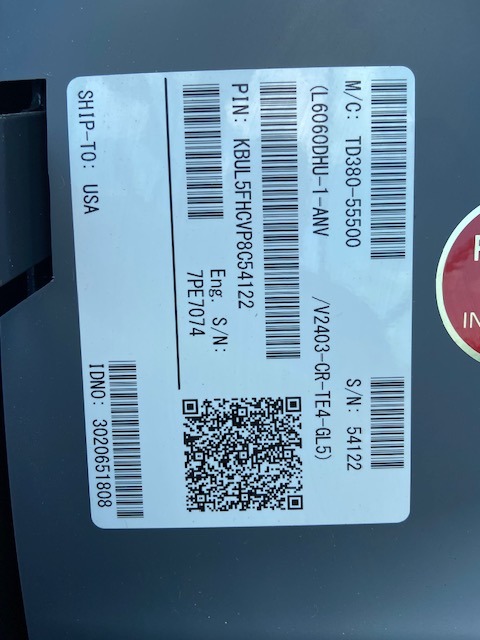 M/C: TD380-55500 S/N: 54122
(L6060DHU-1-ANV /V2403-CR-TE4-GL5)
PIN: KBUL5FHCVP8C54122
Eng. S/N:
7PE7074
SHIP-TO: USA
IDNO: 3020651808
IN